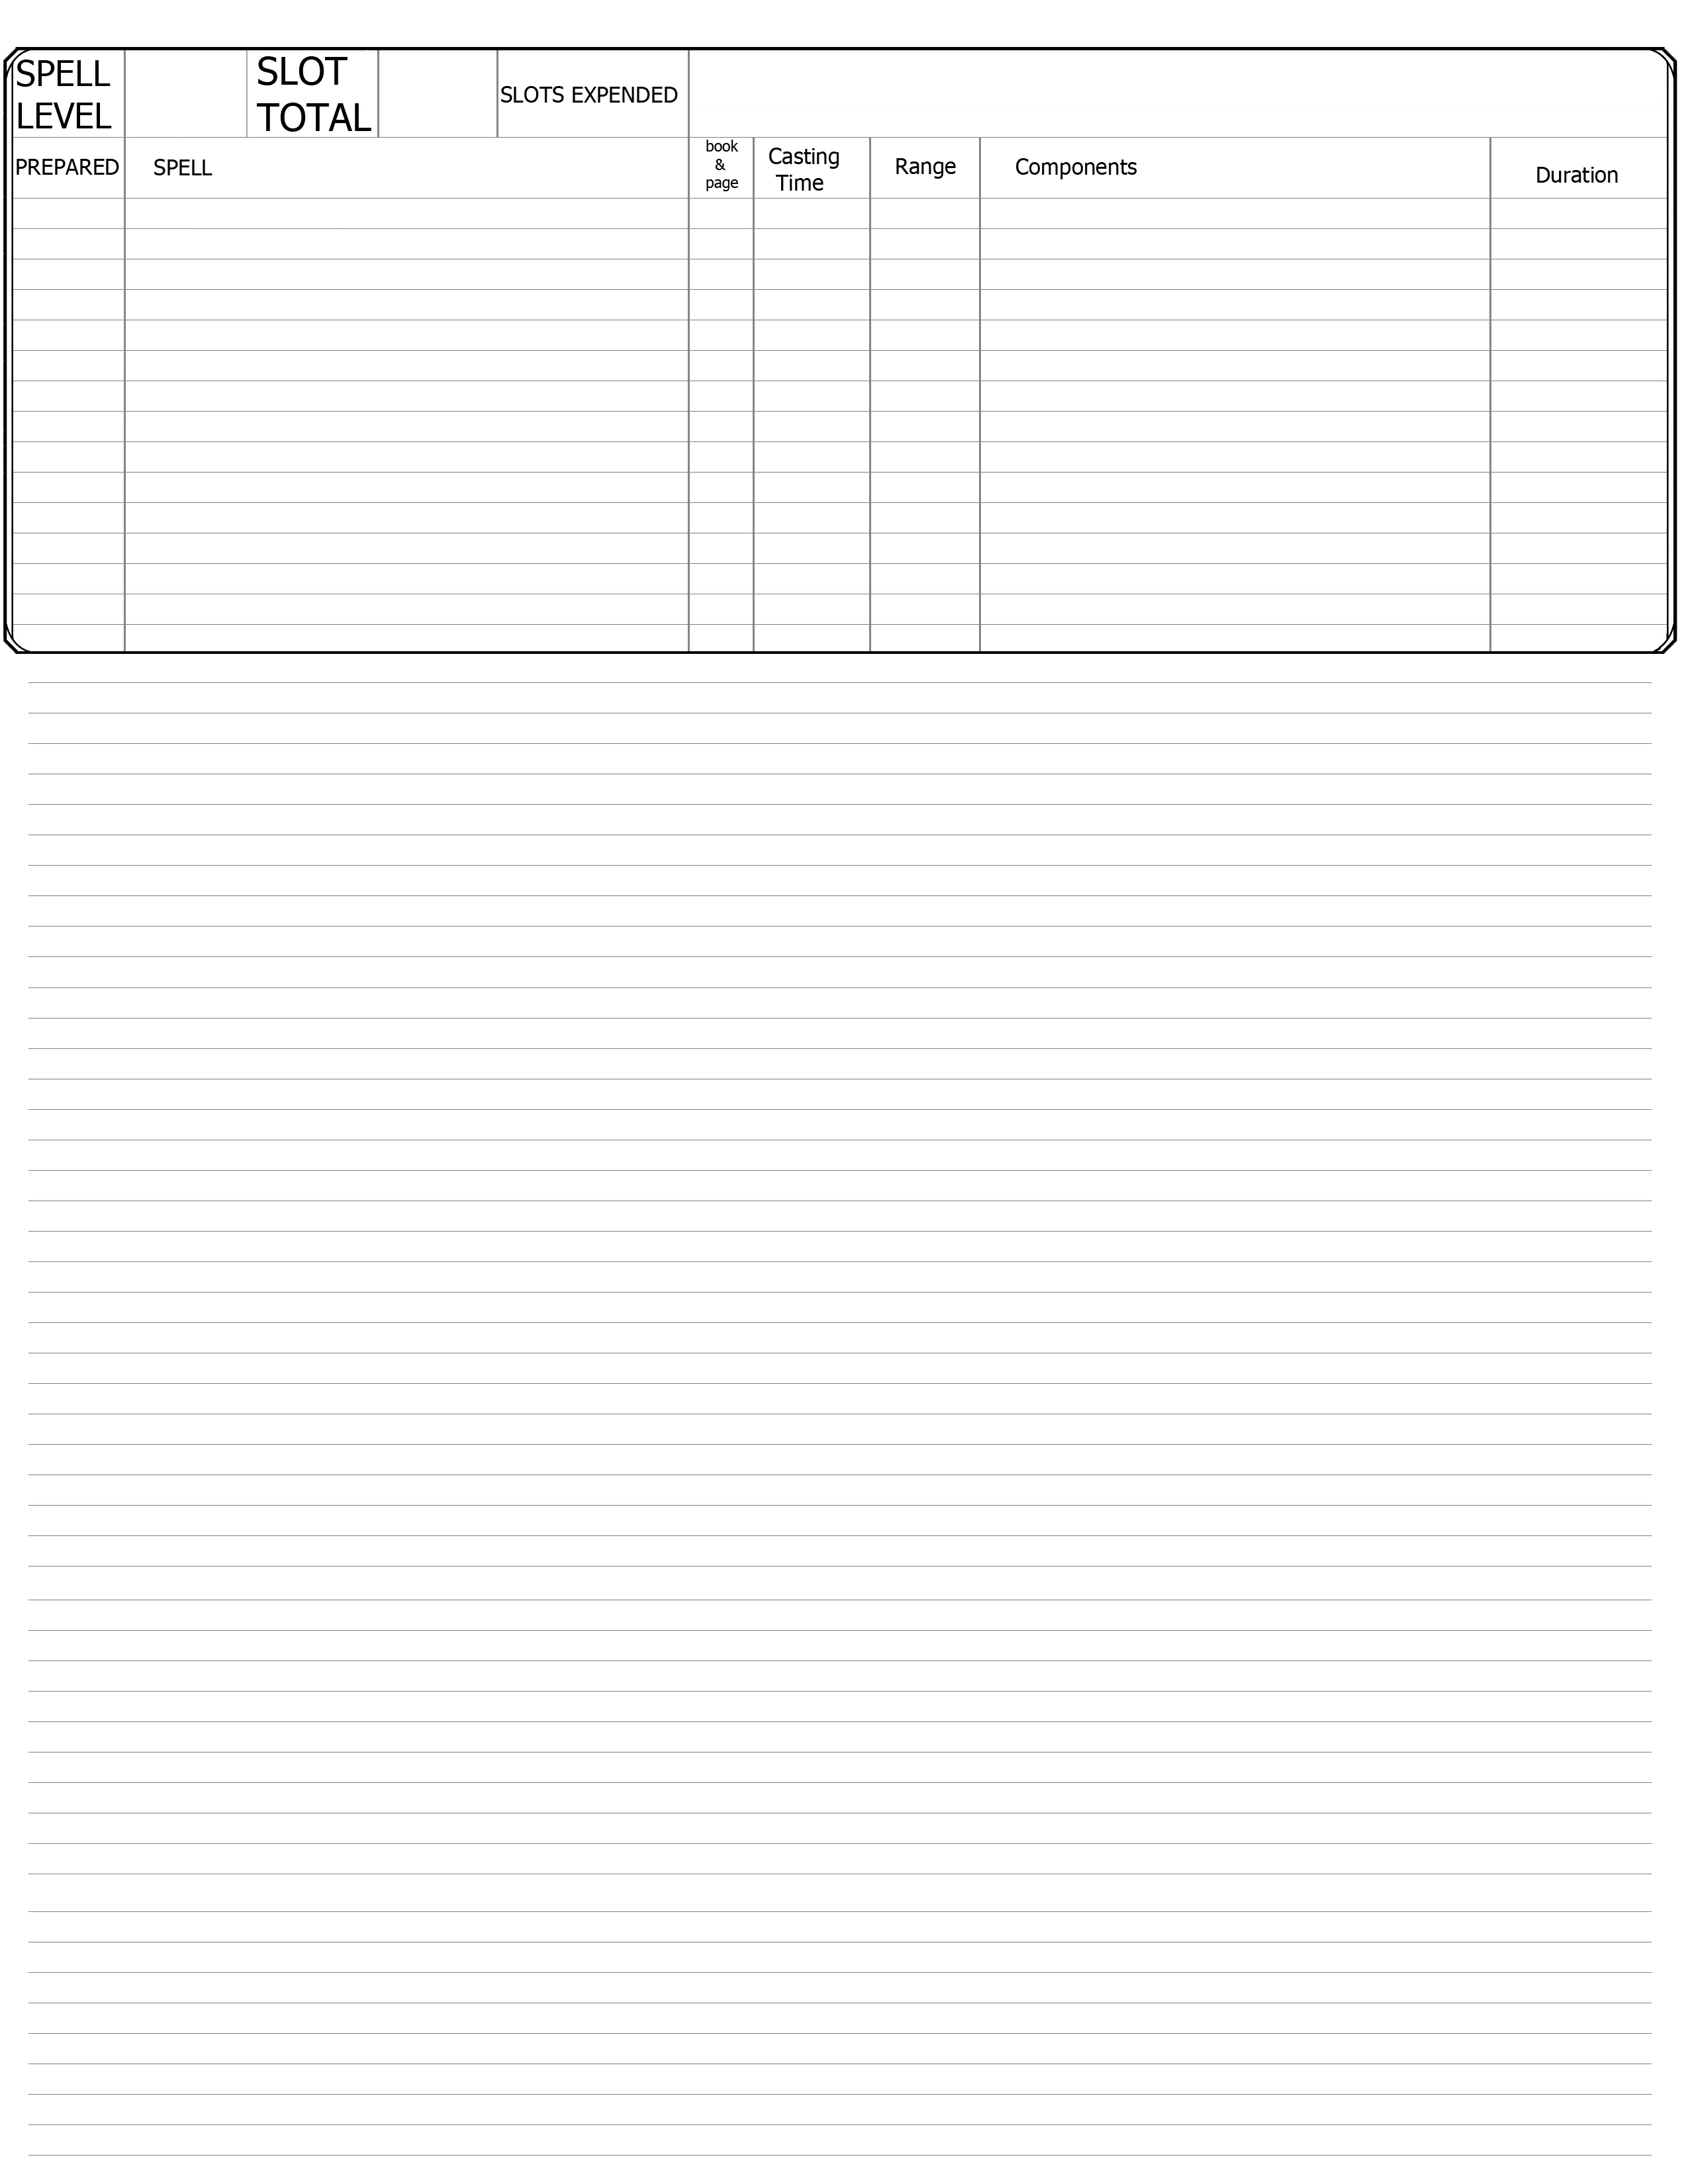 SPELL LEVEL SLOT TOTAL SLOTS EXPENDED
PREPARED SPELL book & page Casting Time Range Components Duration